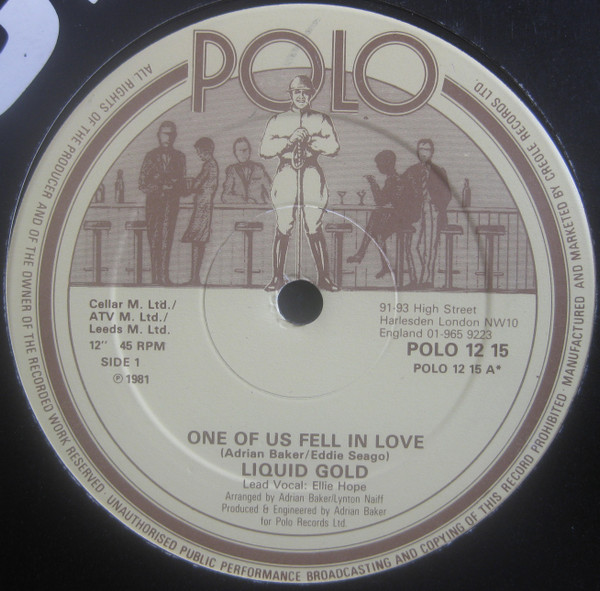 POLO
ALL RIGHTS OF THE PRODUCER AND OF THE OWNER OF THE RECORDED WORK RESERVED · UNAUTHORISED PUBLIC PERFORMANCE BROADCASTING AND COPYING OF THIS RECORD PROHIBITED · MANUFACTURED AND MARKETED BY CREOLE RECORDS LTD.
Cellar M. Ltd./
ATV M. Ltd./
Leeds M. Ltd.
12″ 45 RPM
SIDE 1
℗ 1981
91-93 High Street
Harlesden London NW10
England 01-965 9223
POLO 12 15
POLO 12 15 A*
ONE OF US FELL IN LOVE
(Adrian Baker/Eddie Seago)
LIQUID GOLD
Lead Vocal: Ellie Hope
Arranged by Adrian Baker/Lynton Naiff
Produced & Engineered by Adrian Baker
for Polo Records Ltd.